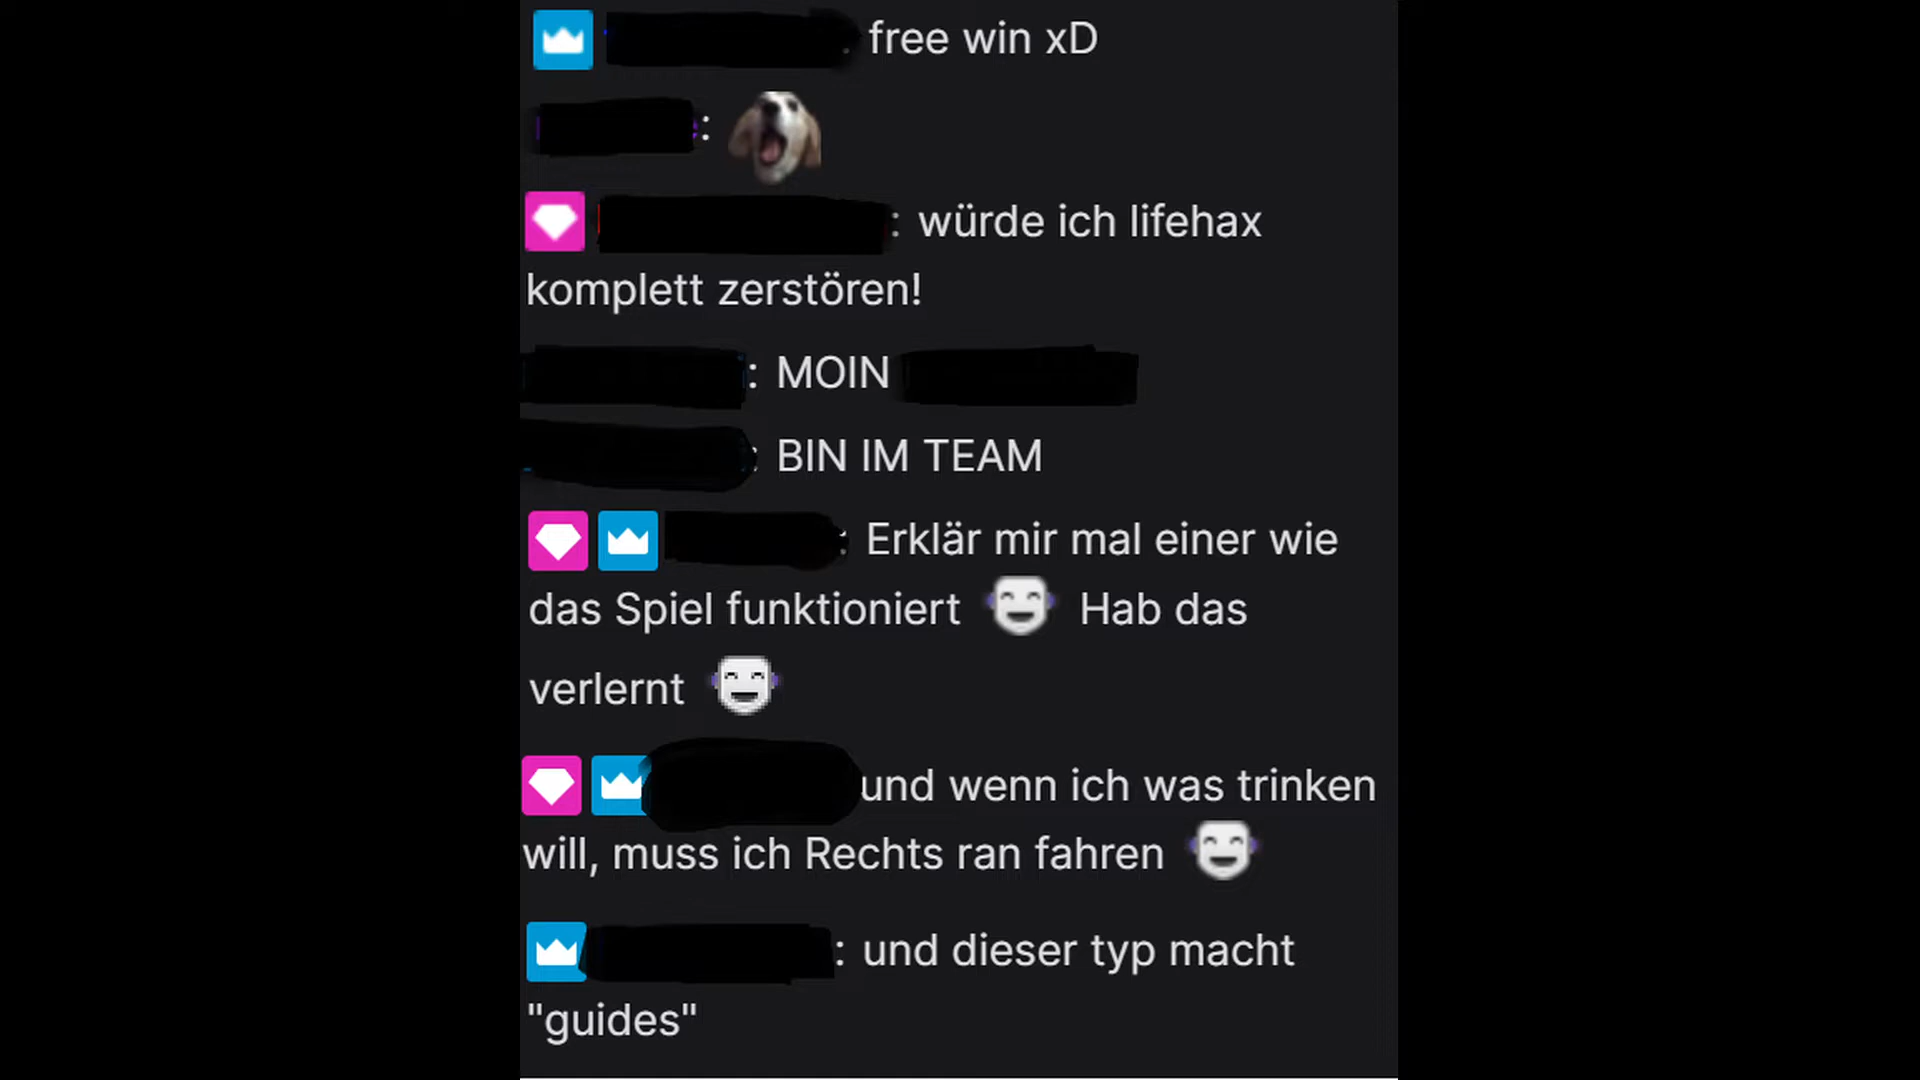 free win xD
:
: würde ich lifehax
komplett zerstören!
: MOIN
: BIN IM TEAM
: Erklär mir mal einer wie
das Spiel funktioniert Hab das
verlernt
und wenn ich was trinken
will, muss ich Rechts ran fahren
: und dieser typ macht
"guides"